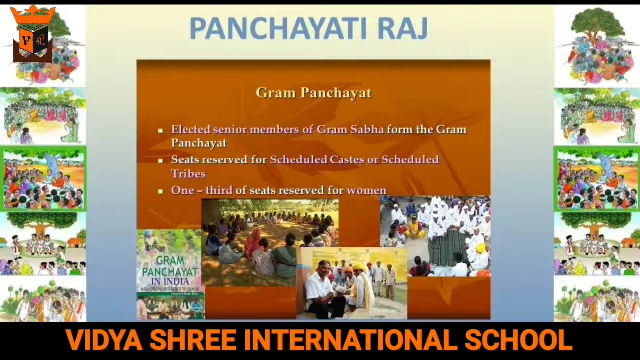 PANCHAYATI RAJ
Gram Panchayat
Elected senior members of Gram Sabha form the Gram
Panchayat
Seats reserved for Scheduled Castes or Scheduled
Tribes
One – third of seats reserved for women
GRAM
PANCHAYAT
IN INDIA
VIDYA SHREE INTERNATIONAL SCHOOL